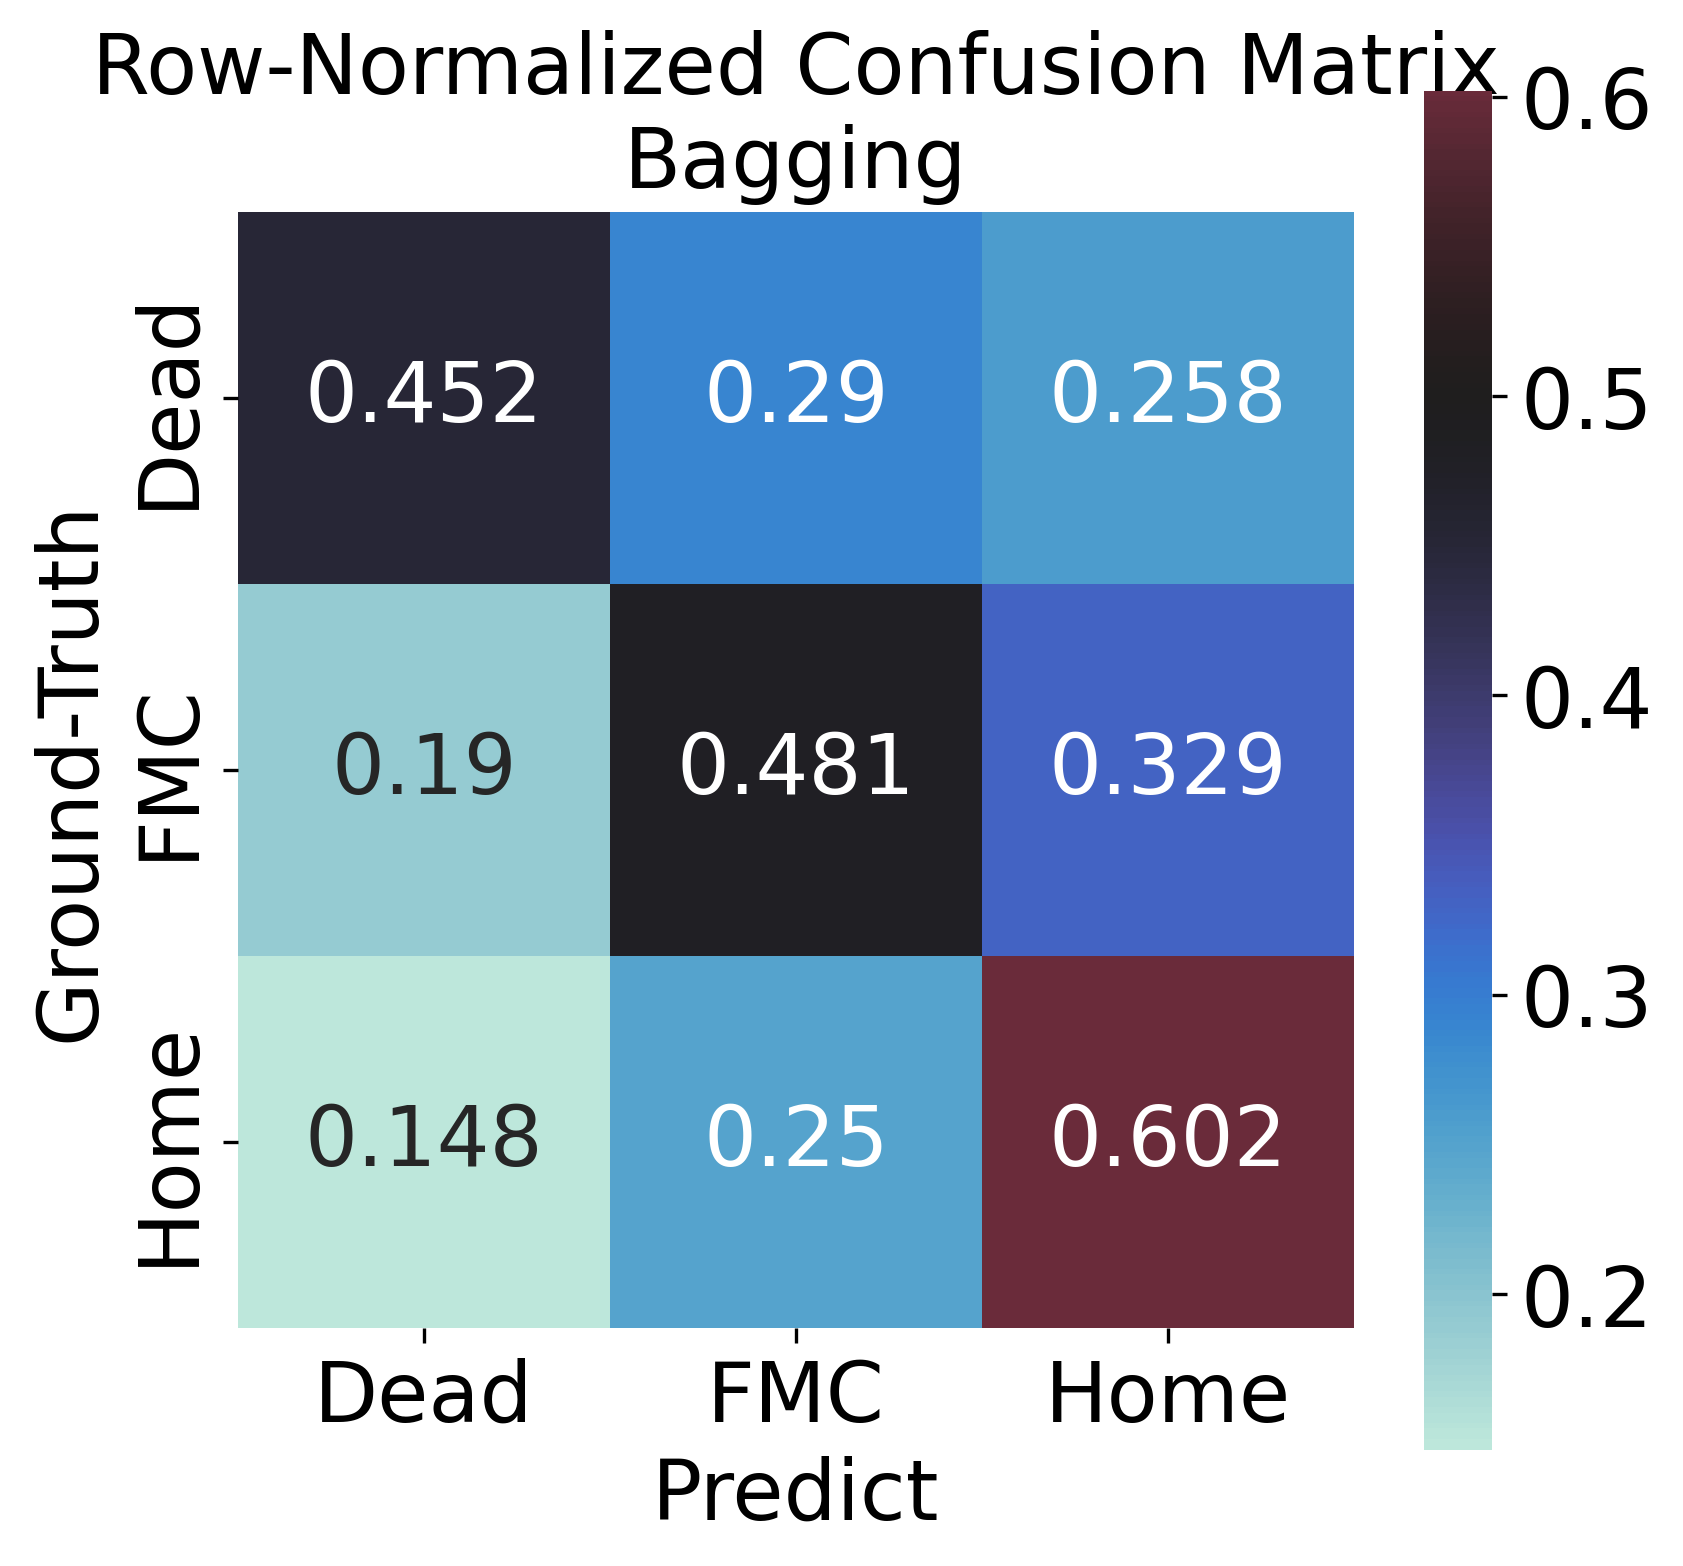 Row-Normalized Confusion Matrix
Bagging
Ground-Truth
Dead
0.452 0.29 0.258
FMC
0.19 0.481 0.329
Home
0.148 0.25 0.602
Dead FMC Home
Predict
0.6
0.5
0.4
0.3
0.2